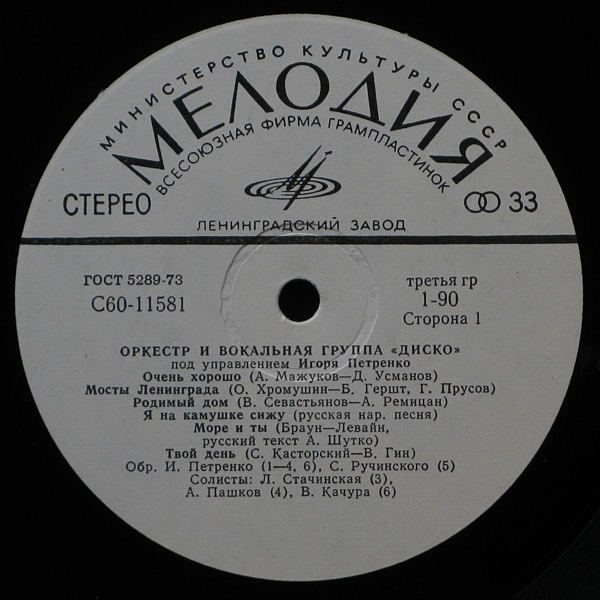 МИНИСТЕРСТВО КУЛЬТУРЫ СССР
МЕЛОДИЯ
ВСЕСОЮЗНАЯ ФИРМА ГРАМПЛАСТИНОК
СТЕРЕО
33
ЛЕНИНГРАДСКИЙ ЗАВОД
ГОСТ 5289-73
третья гр
С60-11581
1-90
Сторона 1
ОРКЕСТР И ВОКАЛЬНАЯ ГРУППА «ДИСКО»
под управлением Игоря Петренко
Очень хорошо (А. Мажуков—Д. Усманов)
Мосты Ленинграда (О. Хромушин—Б. Гершт, Г. Прусов)
Родимый дом (В. Севастьянов—А. Ремицан)
Я на камушке сижу (русская нар. песня)
Море и ты (Браун—Левайн,
русский текст А. Шутко)
Твой день (С. Касторский—В. Гин)
Обр. И. Петренко (1—4, 6), С. Ручинского (5)
Солисты: Л. Стачинская (3),
А. Пашков (4), В. Качура (6)